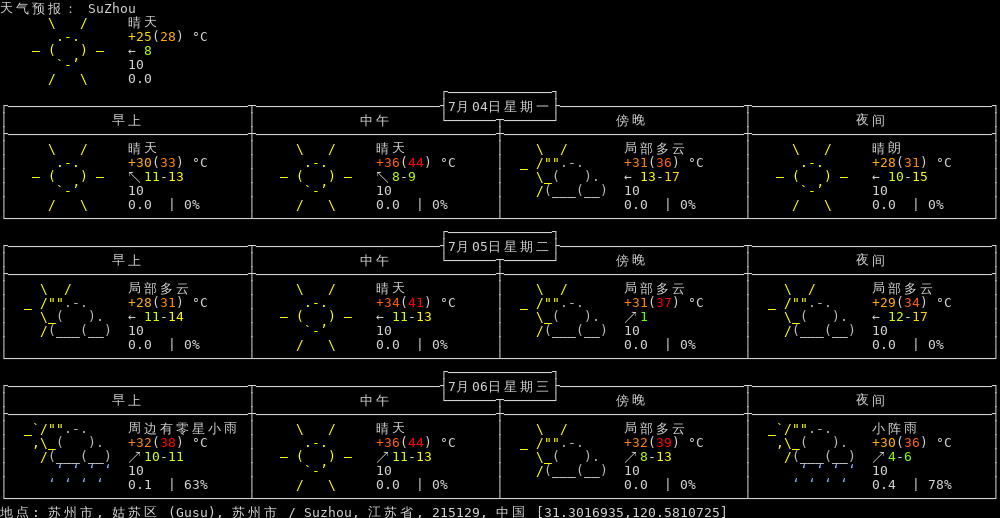 天气预报： SuZhou
晴天
+25(28) °C
← 8
10
0.0
7月04日星期一
早上 中午 傍晚 夜间
晴天 晴天 局部多云 晴朗
+30(33) °C +36(44) °C +31(36) °C +28(31) °C
↖ 11-13 ↖ 8-9 ← 13-17 ← 10-15
10 10 10 10
0.0 | 0% 0.0 | 0% 0.0 | 0% 0.0 | 0%
7月05日星期二
早上 中午 傍晚 夜间
局部多云 晴天 局部多云 局部多云
+28(31) °C +34(41) °C +31(37) °C +29(34) °C
← 11-14 ← 11-13 ↗ 1 ← 12-17
10 10 10 10
0.0 | 0% 0.0 | 0% 0.0 | 0% 0.0 | 0%
7月06日星期三
早上 中午 傍晚 夜间
周边有零星小雨 晴天 局部多云 小阵雨
+32(38) °C +36(44) °C +32(39) °C +30(36) °C
↗ 10-11 ↗ 11-13 ↗ 8-13 ↗ 4-6
10 10 10 10
0.1 | 63% 0.0 | 0% 0.0 | 0% 0.4 | 78%
地点: 苏州市, 姑苏区 (Gusu), 苏州市 / Suzhou, 江苏省, 215129, 中国 [31.3016935,120.5810725]